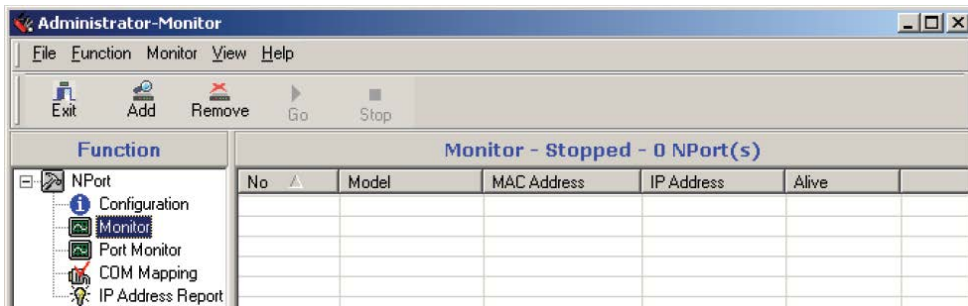 Administrator-Monitor
File Function Monitor View Help
Exit Add Remove Go Stop
Function
Monitor - Stopped - 0 NPort(s)
NPort
No Model MAC Address IP Address Alive
Configuration
Monitor
Port Monitor
COM Mapping
IP Address Report